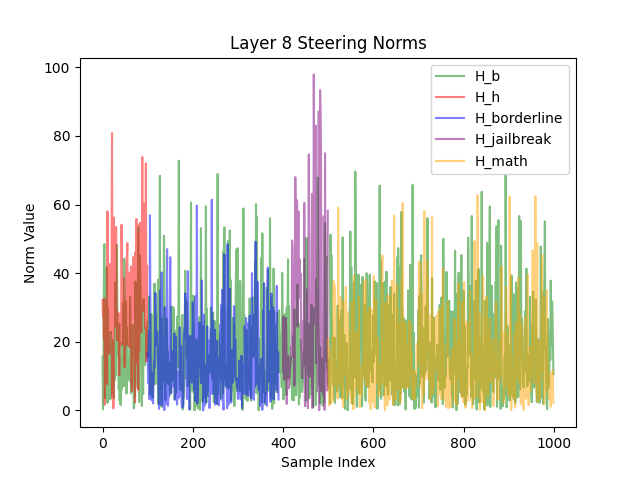 Layer 8 Steering Norms
100
80
60
40
20
0
Norm Value
H_b
H_h
H_borderline
H_jailbreak
H_math
0
200
400
600
800
1000
Sample Index